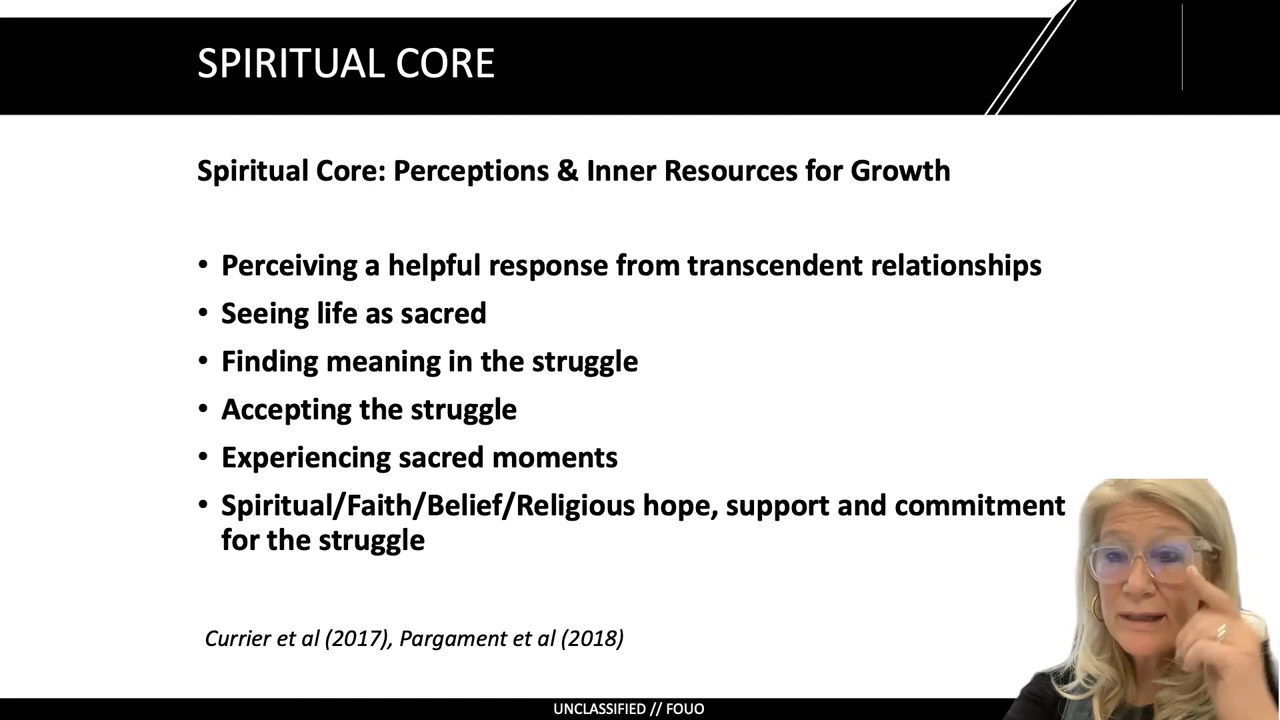 SPIRITUAL CORE
Spiritual Core: Perceptions & Inner Resources for Growth
• Perceiving a helpful response from transcendent relationships
• Seeing life as sacred
• Finding meaning in the struggle
• Accepting the struggle
• Experiencing sacred moments
• Spiritual/Faith/Belief/Religious hope, support and commitment
for the struggle
Currier et al (2017), Pargament et al (2018)
UNCLASSIFIED // FOUO